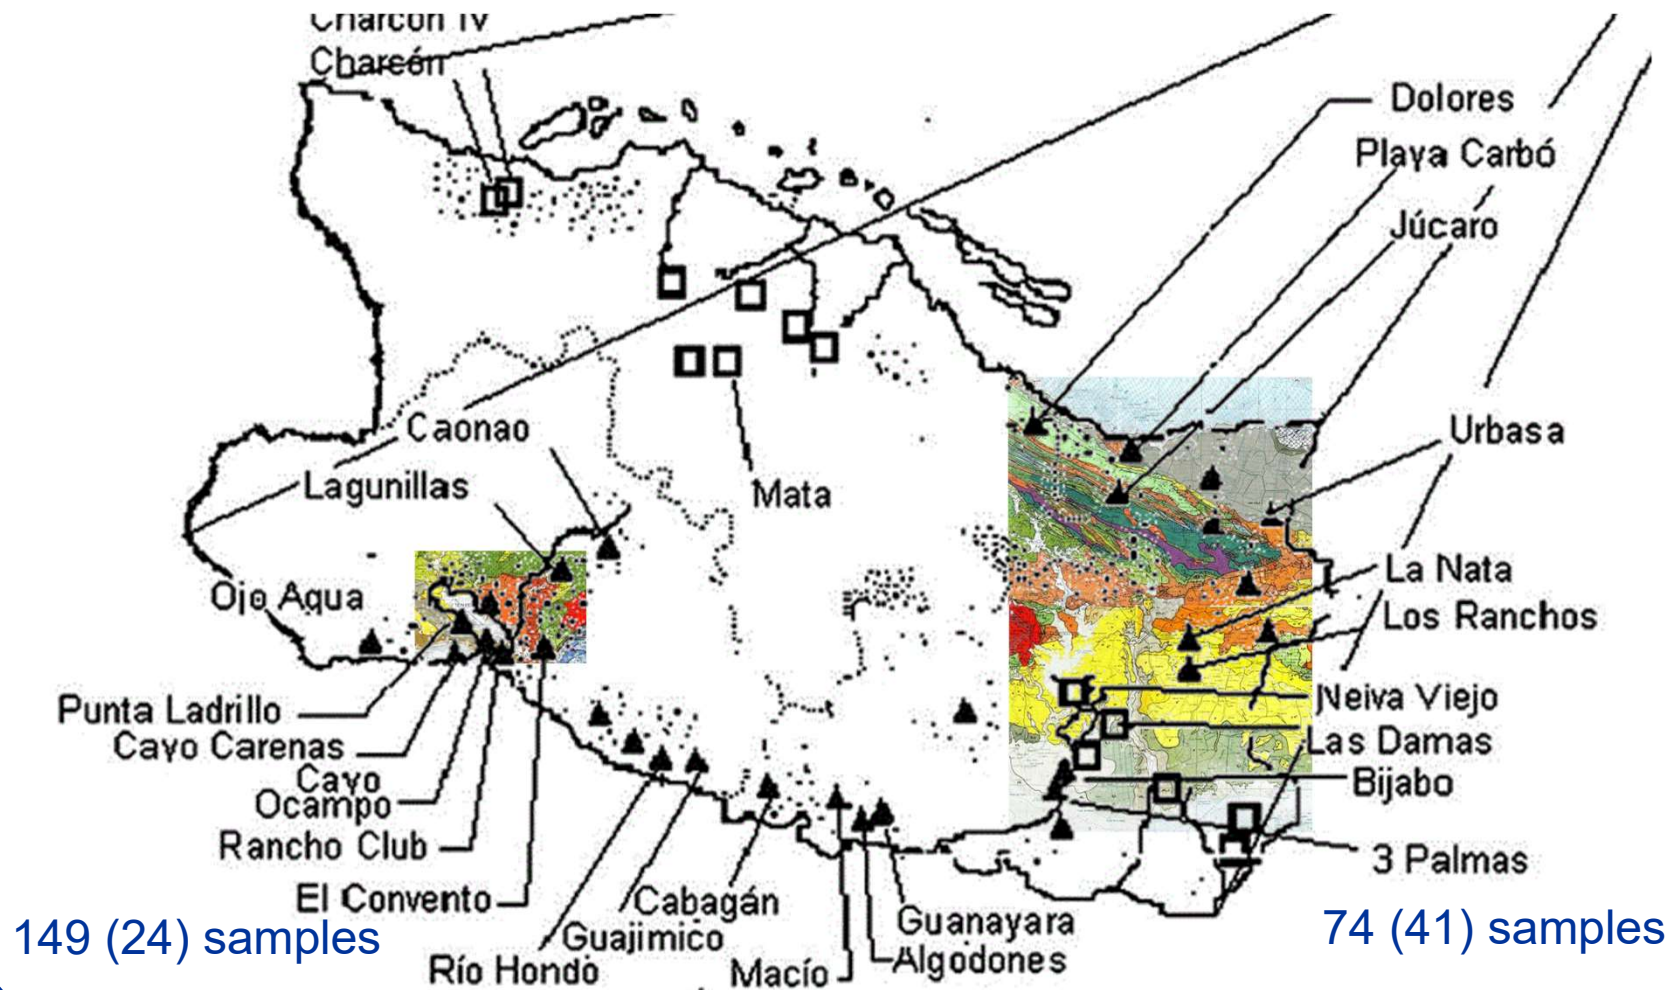 Charcón IV
Charcón
Dolores
Playa Carbó
Júcaro
Caonao
Urbasa
Lagunillas
Mata
Ojo Aqua
La Nata
Los Ranchos
Punta Ladrillo
Neiva Viejo
Cayo Carenas
Las Damas
Cayo
Ocampo
Bijabo
Rancho Club
3 Palmas
El Convento
Cabagán
Guanayara
149 (24) samples
74 (41) samples
Guajimico
Algodones
Río Hondo
Macío